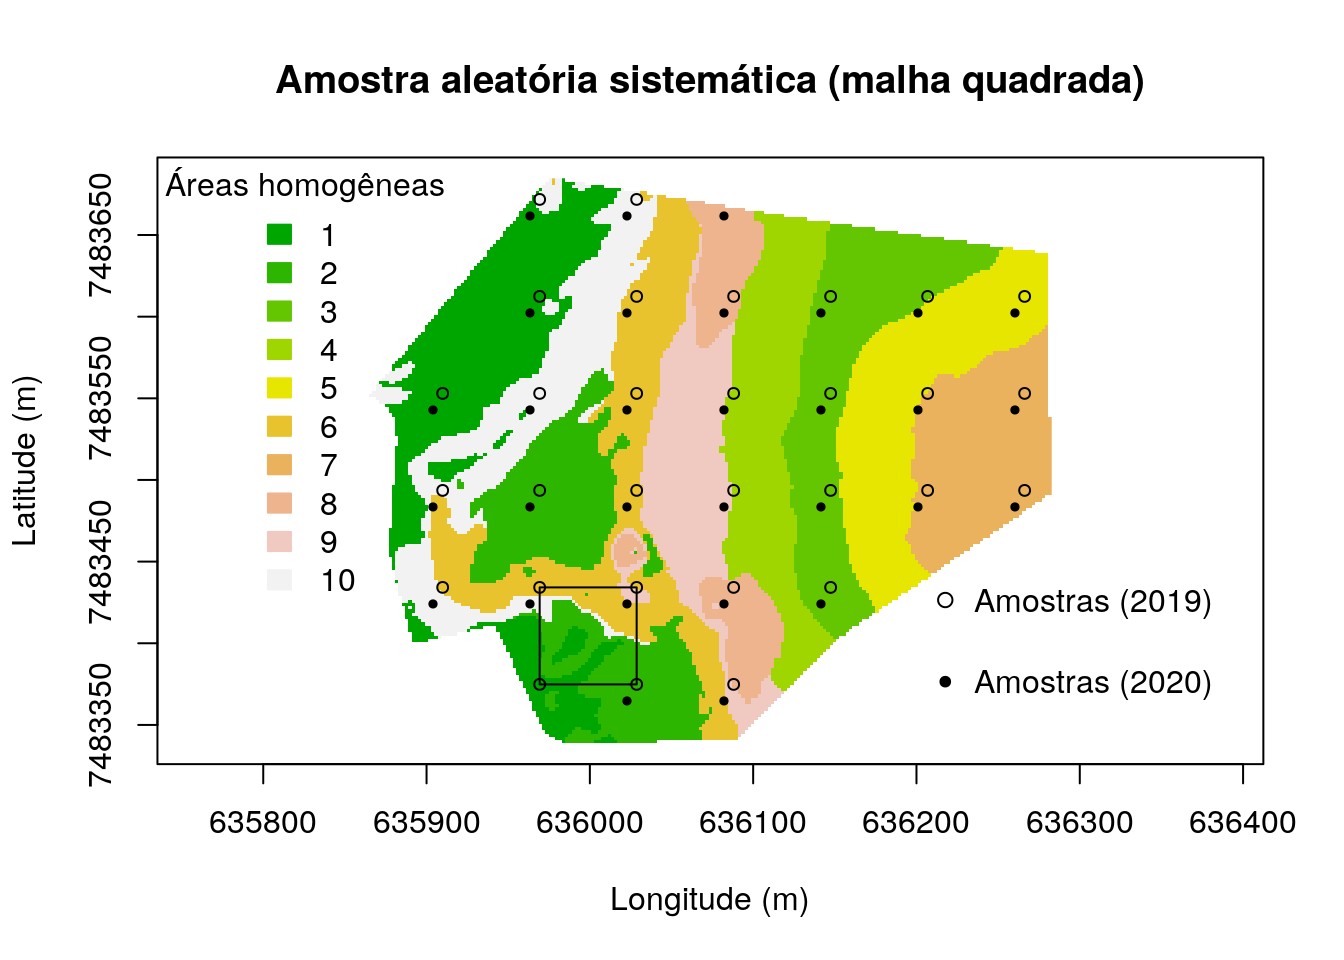 Amostra aleatória sistemática (malha quadrada)
Áreas homogêneas
1
2
3
4
5
6
7
8
9
10
Amostras (2019)
Amostras (2020)
Latitude (m)
7483650
7483550
7483450
7483350
635800 635900 636000 636100 636200 636300 636400
Longitude (m)